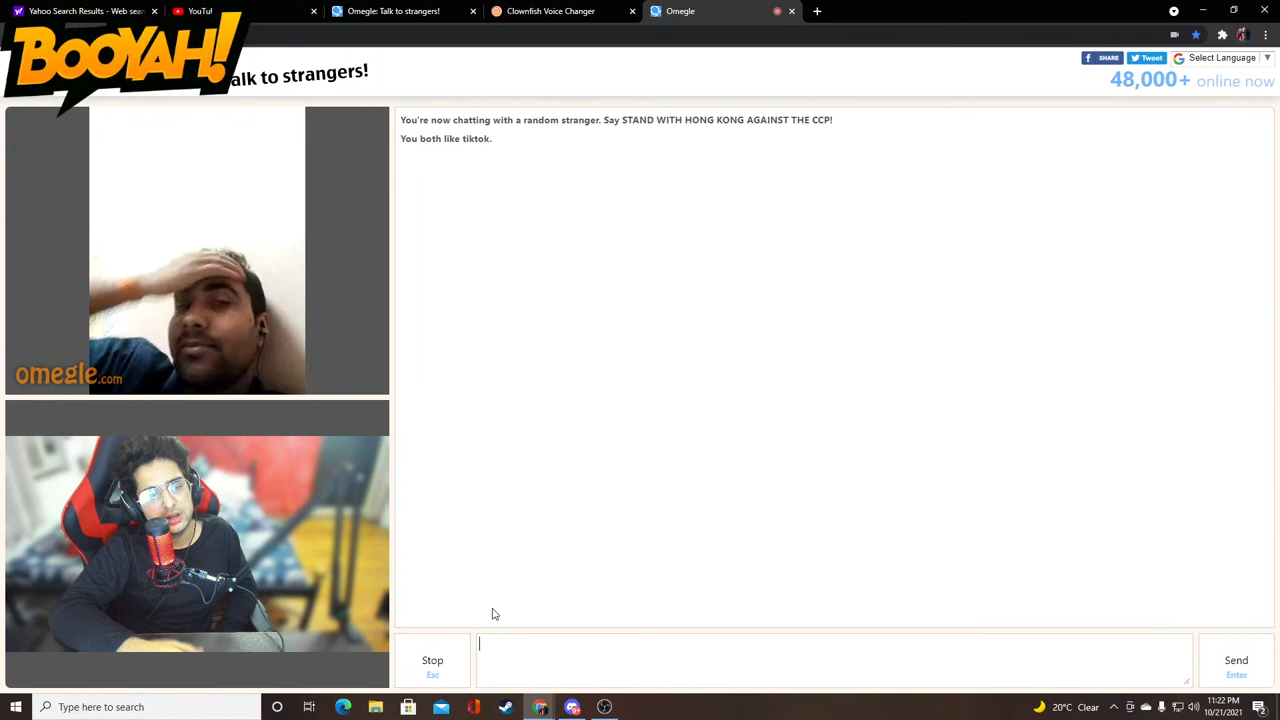 Yahoo Search Results - Web sear
YouTu
Omegle: Talk to strangers!
Clownfish Voice Changer
Omegle
BOOYAH!
alk to strangers!
SHARE
Tweet
Select Language
48,000+ online now
You're now chatting with a random stranger. Say STAND WITH HONG KONG AGAINST THE CCP!
You both like tiktok.
omegle.com
Stop
Esc
Send
Enter
Type here to search
20°C Clear
11:22 PM
10/21/2021
2